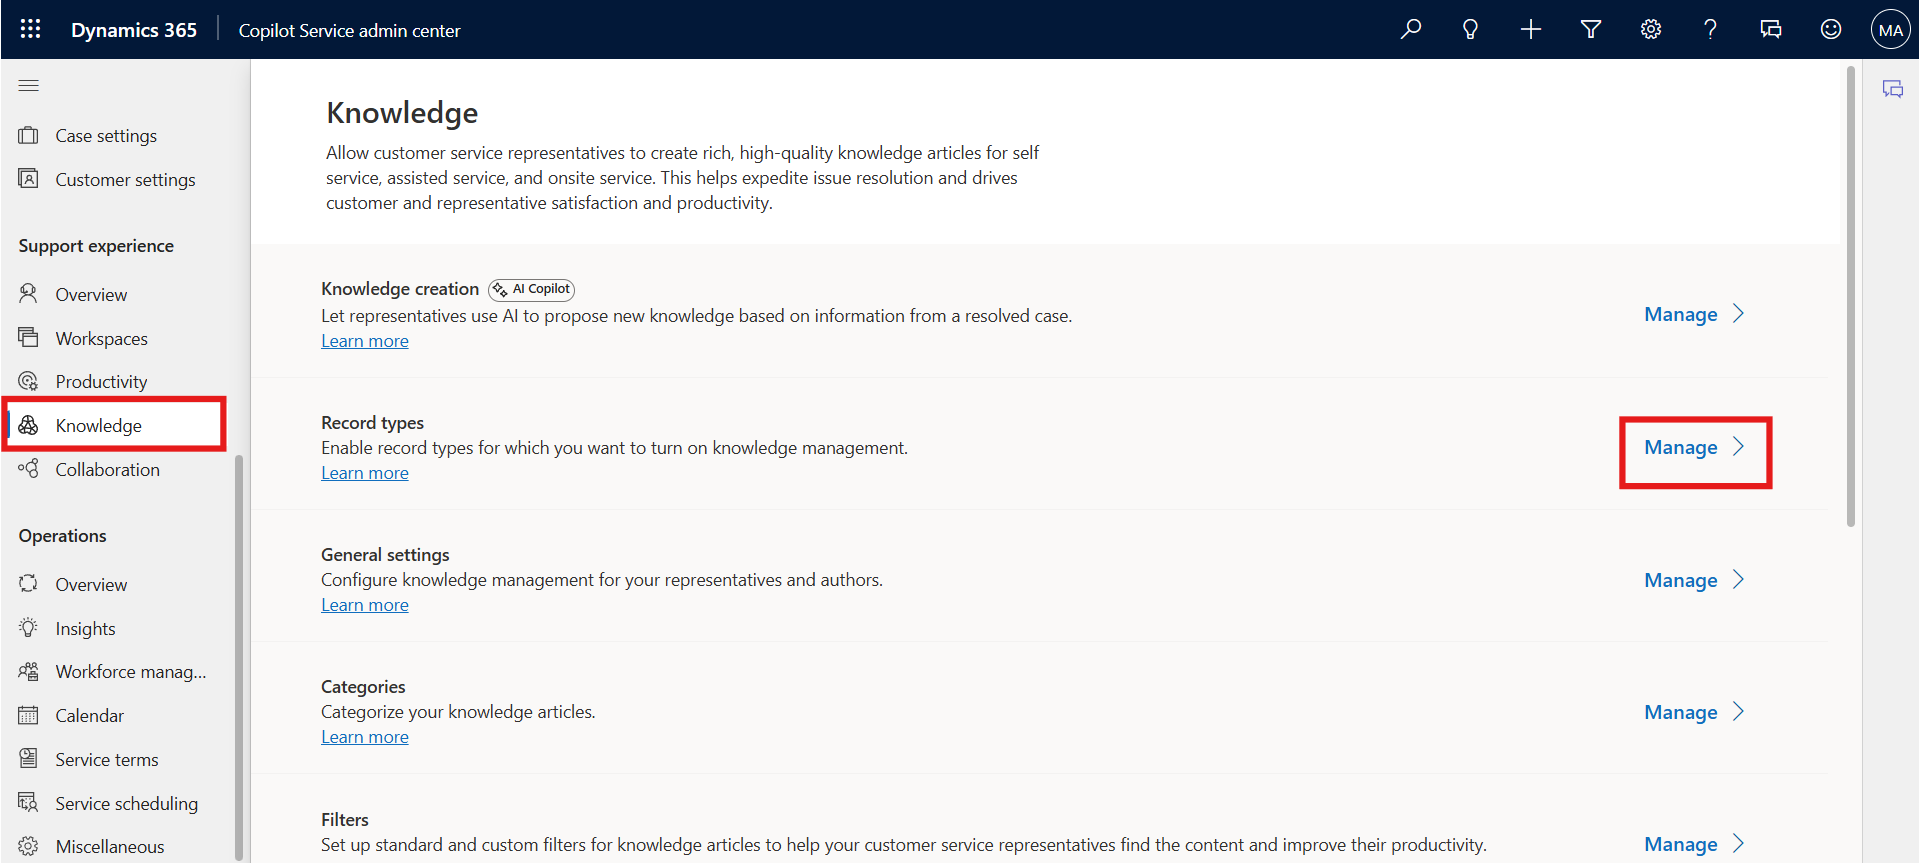 Dynamics 365
Copilot Service admin center
MA
Case settings
Customer settings
Support experience
Overview
Workspaces
Productivity
Knowledge
Collaboration
Operations
Overview
Insights
Workforce manag...
Calendar
Service terms
Service scheduling
Miscellaneous
Knowledge
Allow customer service representatives to create rich, high-quality knowledge articles for self
service, assisted service, and onsite service. This helps expedite issue resolution and drives
customer and representative satisfaction and productivity.
Knowledge creation AI Copilot
Let representatives use AI to propose new knowledge based on information from a resolved case.
Learn more
Manage
Record types
Enable record types for which you want to turn on knowledge management.
Learn more
Manage
General settings
Configure knowledge management for your representatives and authors.
Learn more
Manage
Categories
Categorize your knowledge articles.
Learn more
Manage
Filters
Set up standard and custom filters for knowledge articles to help your customer service representatives find the content and improve their productivity.
Manage